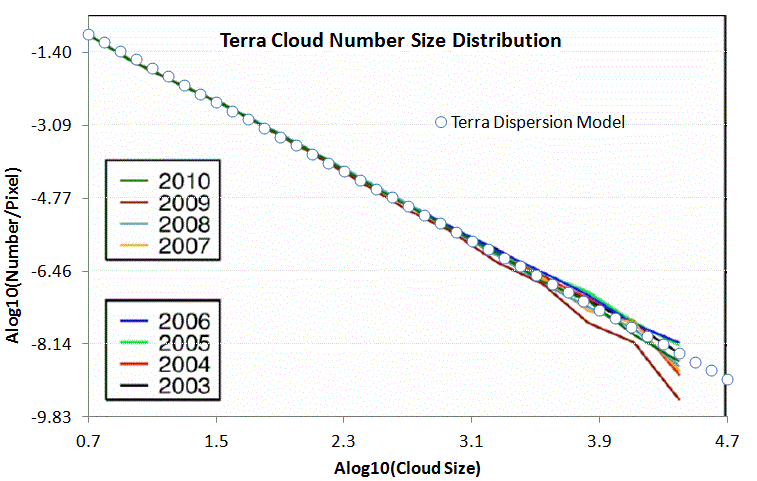 Terra Cloud Number Size Distribution
-1.40
-3.09
-4.77
-6.46
-8.14
-9.83
Alog10(Number/Pixel)
Terra Dispersion Model
2010
2009
2008
2007
2006
2005
2004
2003
0.7 1.5 2.3 3.1 3.9 4.7
Alog10(Cloud Size)